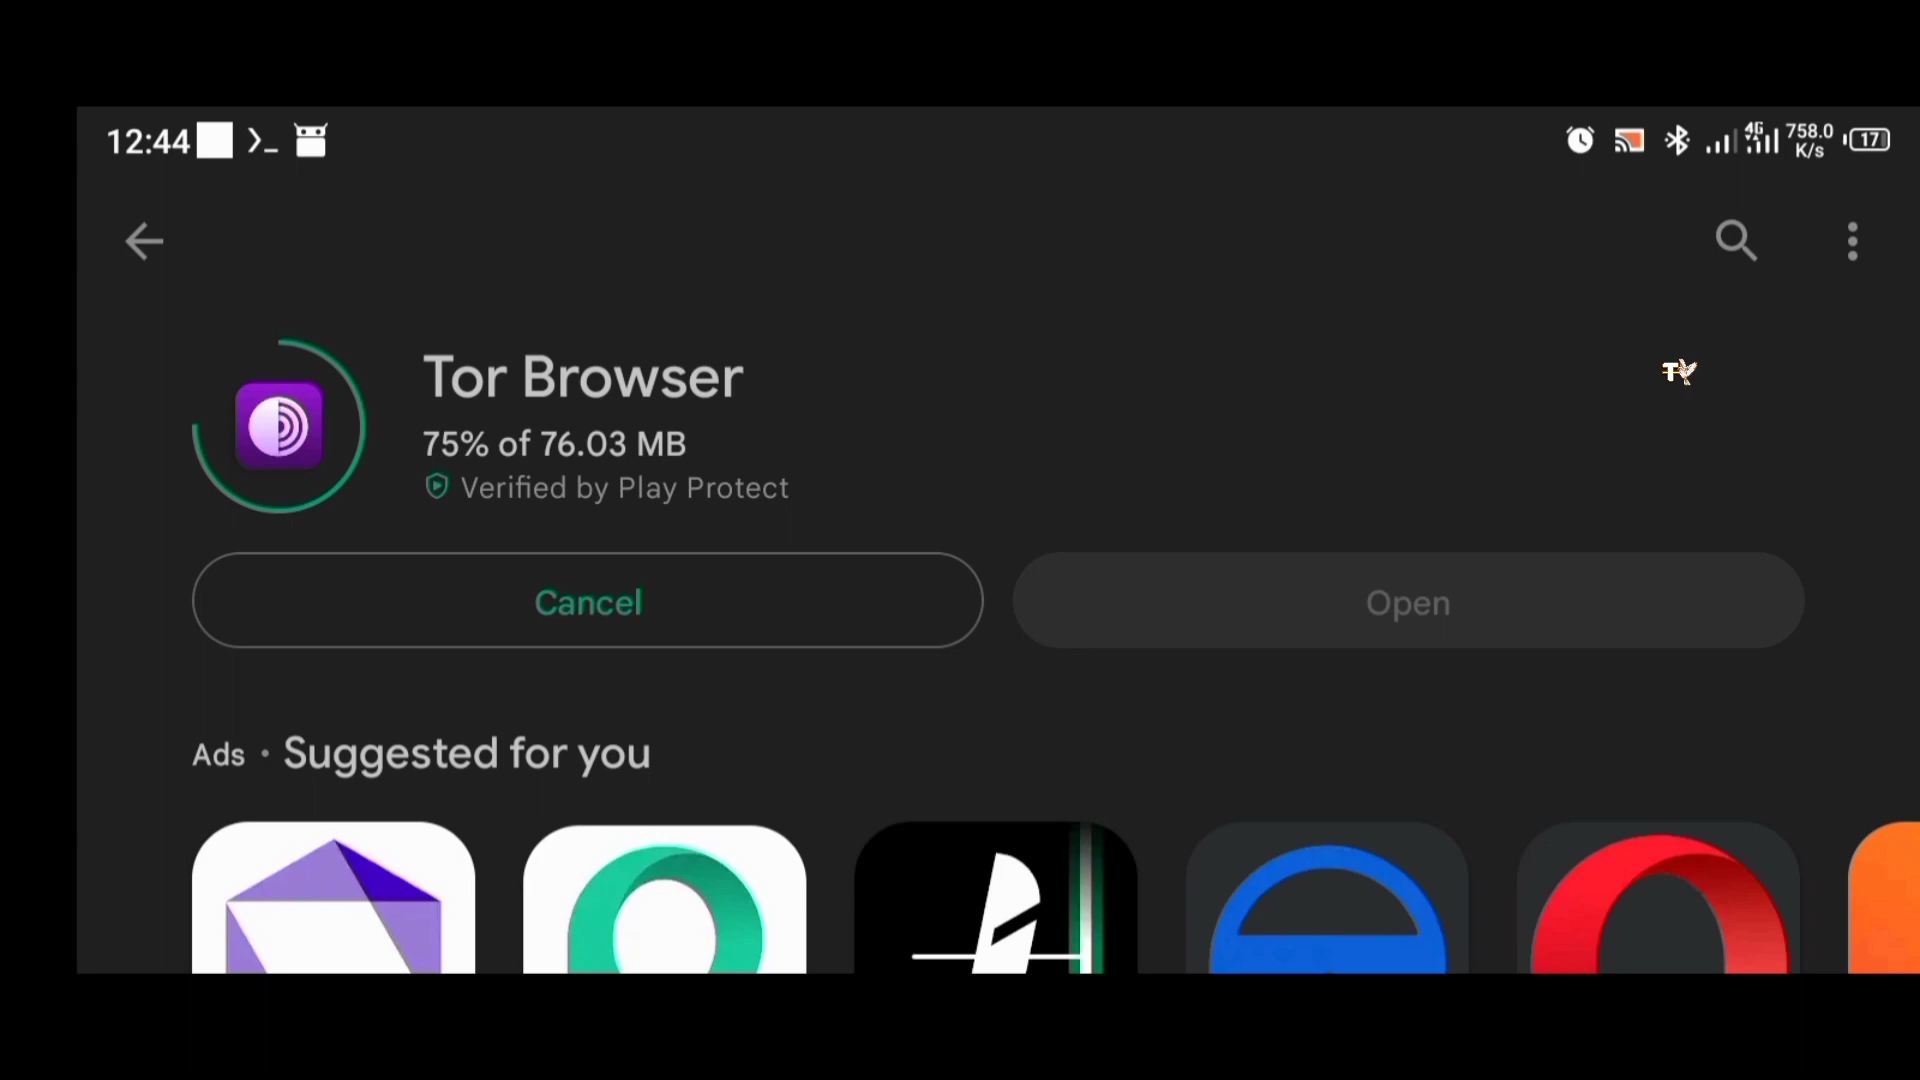 12:44
4G 758.0 K/s 17
Tor Browser
75% of 76.03 MB
Verified by Play Protect
Cancel
Open
Ads • Suggested for you